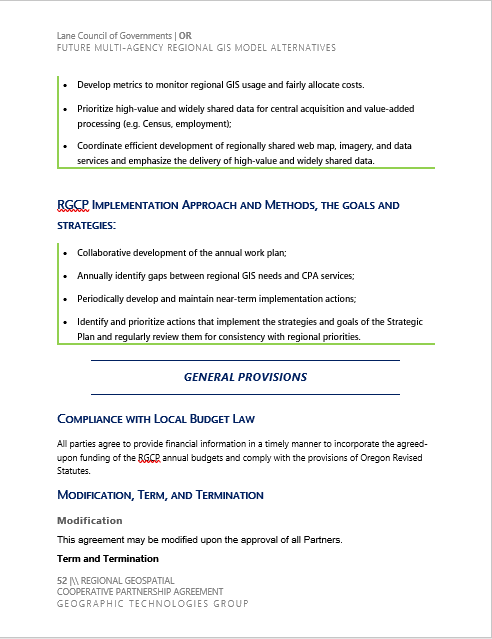 Lane Council of Governments | OR
FUTURE MULTI-AGENCY REGIONAL GIS MODEL ALTERNATIVES
• Develop metrics to monitor regional GIS usage and fairly allocate costs.
• Prioritize high-value and widely shared data for central acquisition and value-added
processing (e.g. Census, employment);
• Coordinate efficient development of regionally shared web map, imagery, and data
services and emphasize the delivery of high-value and widely shared data.
RGCP IMPLEMENTATION APPROACH AND METHODS, THE GOALS AND
STRATEGIES:
• Collaborative development of the annual work plan;
• Annually identify gaps between regional GIS needs and CPA services;
• Periodically develop and maintain near-term implementation actions;
• Identify and prioritize actions that implement the strategies and goals of the Strategic
Plan and regularly review them for consistency with regional priorities.
GENERAL PROVISIONS
COMPLIANCE WITH LOCAL BUDGET LAW
All parties agree to provide financial information in a timely manner to incorporate the agreed-
upon funding of the RGCP annual budgets and comply with the provisions of Oregon Revised
Statutes.
MODIFICATION, TERM, AND TERMINATION
Modification
This agreement may be modified upon the approval of all Partners.
Term and Termination
52 |\\ REGIONAL GEOSPATIAL
COOPERATIVE PARTNERSHIP AGREEMENT
GEOGRAPHIC TECHNOLOGIES GROUP